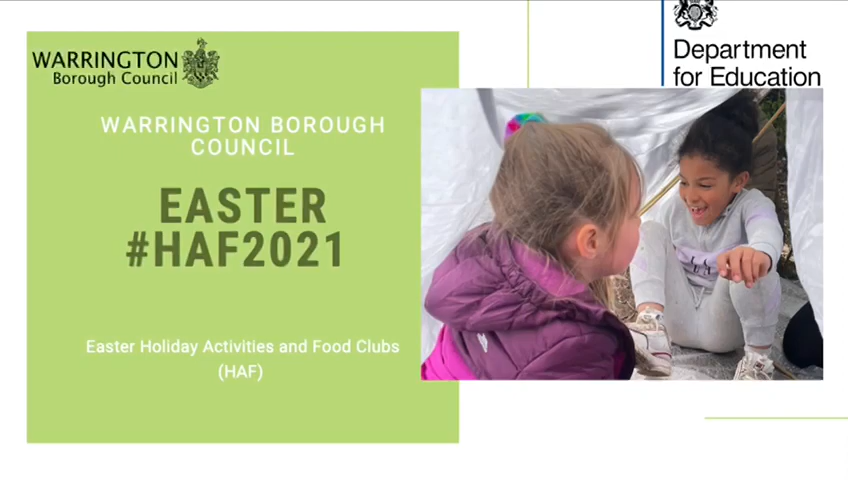 WARRINGTON
Borough Council
Department
for Education
WARRINGTON BOROUGH
COUNCIL
EASTER
#HAF2021
Easter Holiday Activities and Food Clubs
(HAF)